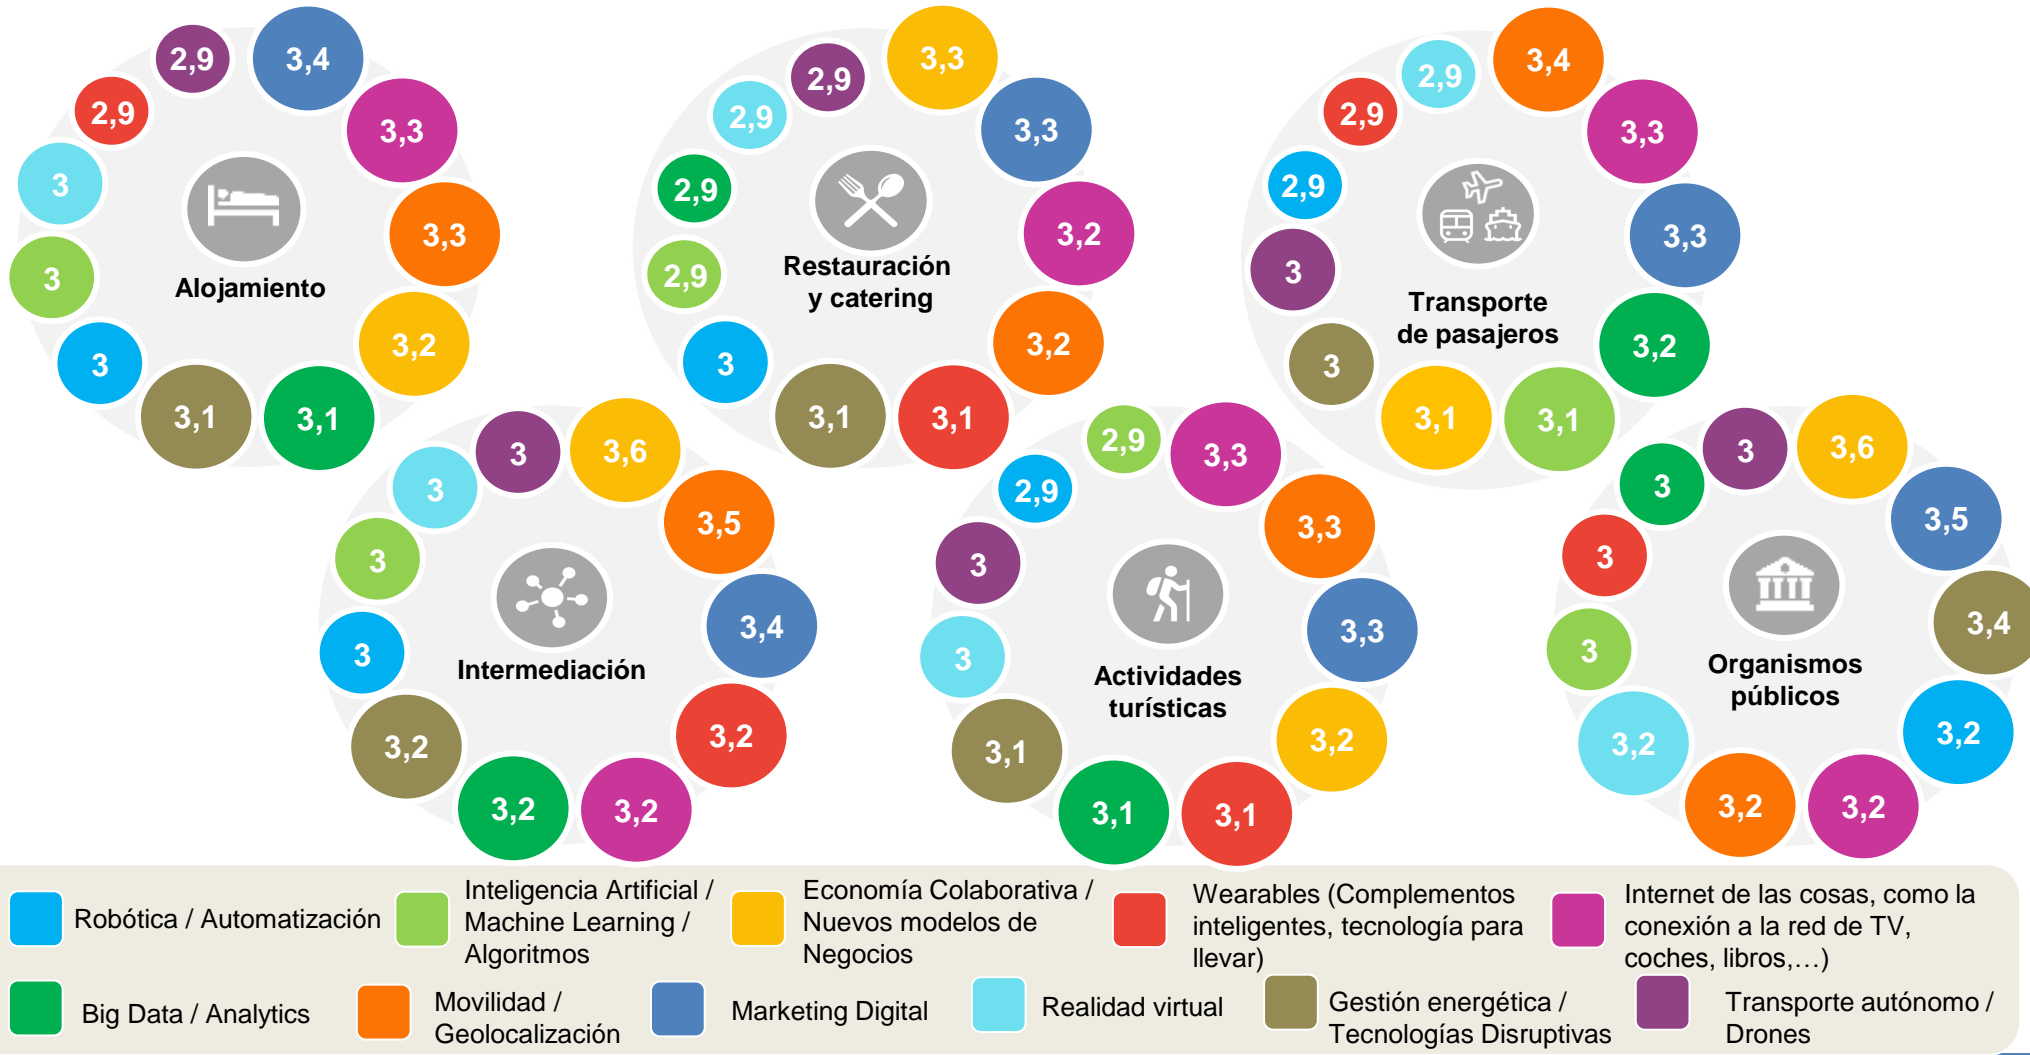 2,9
3,4
2,9
3,3
3
3,3
3
3,2
3
3,1
3,1
Alojamiento
2,9
3,3
2,9
3,3
2,9
3,2
2,9
3,2
3
3,1
3,1
Restauración
y catering
2,9
3,4
2,9
3,3
2,9
3,3
3
3,2
3
3,1
3,1
Transporte
de pasajeros
3
3,6
3
3,5
3
3,4
3
3,2
3,2
3,2
3,2
Intermediación
2,9
3,3
2,9
3,3
3
3,3
3
3,2
3,1
3,1
3,1
Actividades
turísticas
3
3,6
3
3,5
3
3,4
3
3,2
3,2
3,2
3,2
Organismos
públicos
Robótica / Automatización
Inteligencia Artificial /
Machine Learning /
Algoritmos
Economía Colaborativa /
Nuevos modelos de
Negocios
Wearables (Complementos
inteligentes, tecnología para
llevar)
Internet de las cosas, como la
conexión a la red de TV,
coches, libros,…)
Big Data / Analytics
Movilidad /
Geolocalización
Marketing Digital
Realidad virtual
Gestión energética /
Tecnologías Disruptivas
Transporte autónomo /
Drones